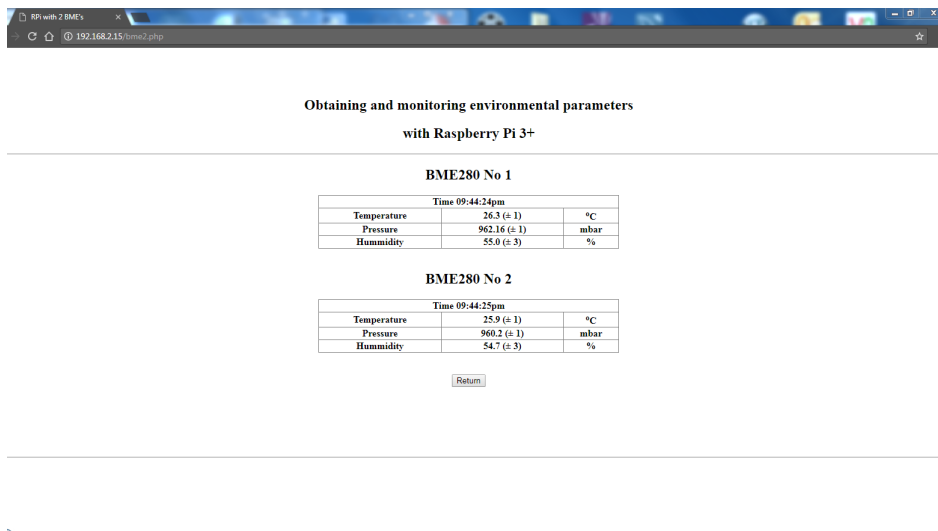 RPi with 2 BME's
192.168.2.15/bme2.php
Obtaining and monitoring environmental parameters
with Raspberry Pi 3+
BME280 No 1
Time 09:44:24pm
Temperature 26.3 (± 1) °C
Pressure 962.16 (± 1) mbar
Hummidity 55.0 (± 3) %
BME280 No 2
Time 09:44:25pm
Temperature 25.9 (± 1) °C
Pressure 960.2 (± 1) mbar
Hummidity 54.7 (± 3) %
Return